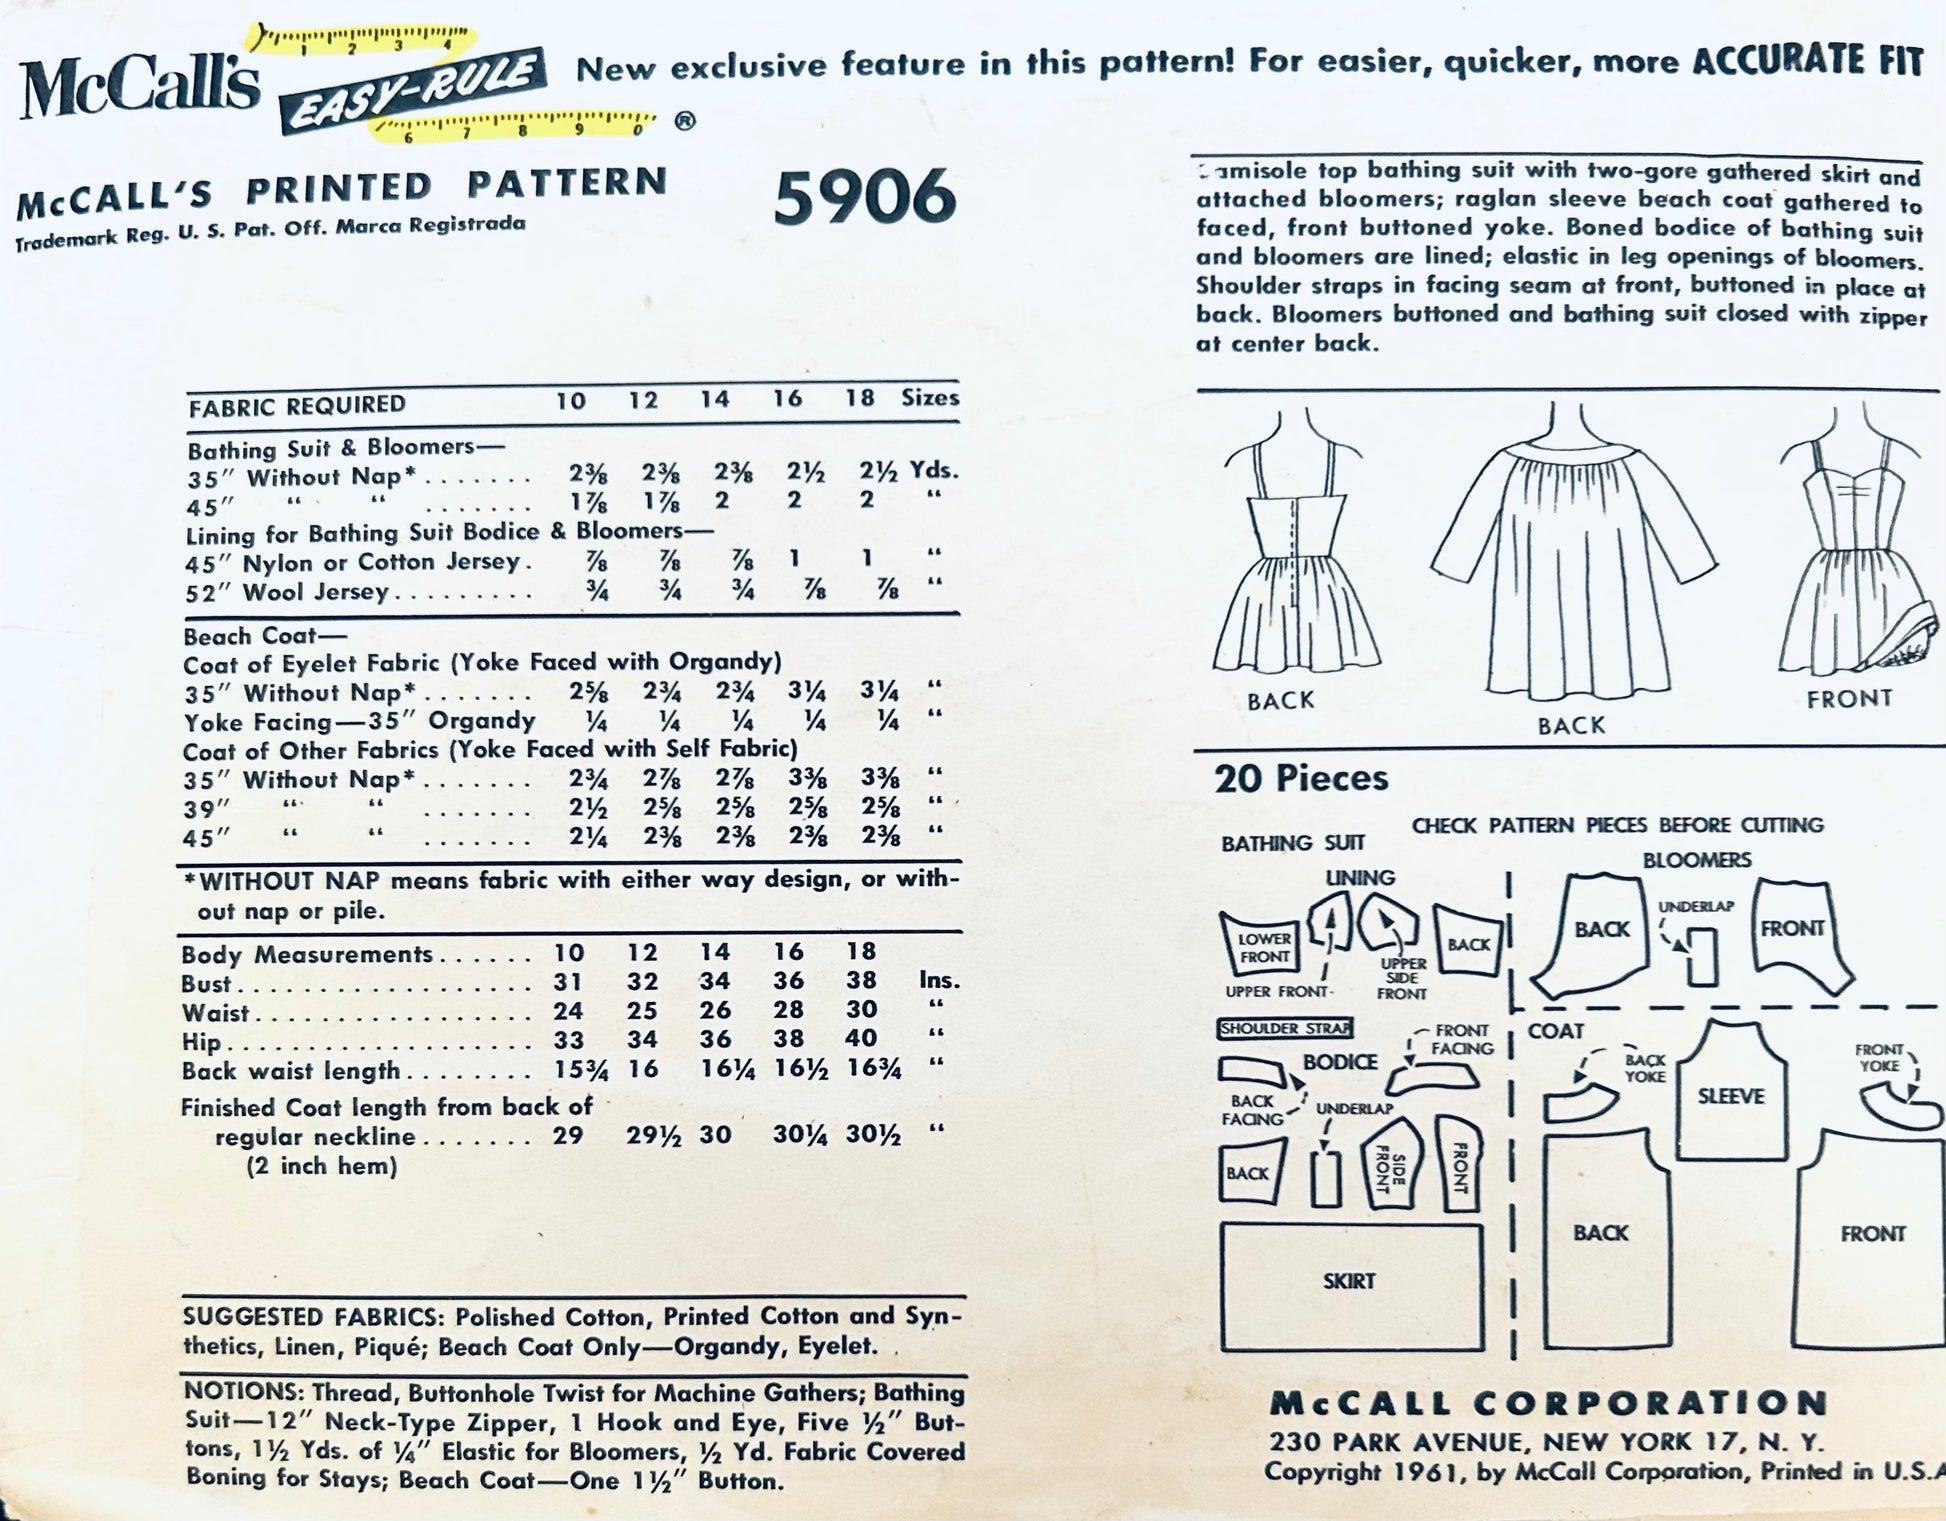 McCall's EASY-RULE ® New exclusive feature in this pattern! For easier, quicker, more ACCURATE FIT
1 2 3 4
6 7 8 9 0
McCALL'S PRINTED PATTERN 5906
Trademark Reg. U. S. Pat. Off. Marca Registrada
FABRIC REQUIRED 10 12 14 16 18 Sizes
Bathing Suit & Bloomers—
35″ Without Nap* ....... 2⅜ 2⅜ 2⅜ 2½ 2½ Yds.
45″ “ “ ....... 1⅞ 1⅞ 2 2 2 “
Lining for Bathing Suit Bodice & Bloomers—
45″ Nylon or Cotton Jersey . ⅞ ⅞ ⅞ 1 1 “
52″ Wool Jersey ......... ¾ ¾ ¾ ⅞ ⅞ “
Beach Coat—
Coat of Eyelet Fabric (Yoke Faced with Organdy)
35″ Without Nap* ....... 2⅝ 2¾ 2¾ 3¼ 3¼ “
Yoke Facing—35″ Organdy ¼ ¼ ¼ ¼ ¼ “
Coat of Other Fabrics (Yoke Faced with Self Fabric)
35″ Without Nap* ....... 2¾ 2⅞ 2⅞ 3⅜ 3⅜ “
39″ “ “ ....... 2½ 2⅝ 2⅝ 2⅝ 2⅝ “
45″ “ “ ....... 2¼ 2⅜ 2⅜ 2⅜ 2⅜ “
*WITHOUT NAP means fabric with either way design, or with-
out nap or pile.
Body Measurements ...... 10 12 14 16 18
Bust .................. 31 32 34 36 38 Ins.
Waist ................. 24 25 26 28 30 “
Hip ................... 33 34 36 38 40 “
Back waist length ........ 15¾ 16 16¼ 16½ 16¾ “
Finished Coat length from back of
regular neckline ....... 29 29½ 30 30¼ 30½ “
(2 inch hem)
SUGGESTED FABRICS: Polished Cotton, Printed Cotton and Syn-
thetics, Linen, Piqué; Beach Coat Only—Organdy, Eyelet.
NOTIONS: Thread, Buttonhole Twist for Machine Gathers; Bathing
Suit—12″ Neck-Type Zipper, 1 Hook and Eye, Five ½″ But-
tons, 1½ Yds. of ¼″ Elastic for Bloomers, ½ Yd. Fabric Covered
Boning for Stays; Beach Coat—One 1½″ Button.
amisole top bathing suit with two-gore gathered skirt and
attached bloomers; raglan sleeve beach coat gathered to
faced, front buttoned yoke. Boned bodice of bathing suit
and bloomers are lined; elastic in leg openings of bloomers.
Shoulder straps in facing seam at front, buttoned in place at
back. Bloomers buttoned and bathing suit closed with zipper
at center back.
BACK
BACK
FRONT
20 Pieces
CHECK PATTERN PIECES BEFORE CUTTING
BATHING SUIT
LINING
LOWER
FRONT
UPPER FRONT
UPPER
SIDE
FRONT
BACK
BLOOMERS
BACK
UNDERLAP
FRONT
SHOULDER STRAP
BODICE
FRONT
FACING
BACK
FACING
UNDERLAP
BACK
SIDE
FRONT
FRONT
SKIRT
COAT
BACK
YOKE
SLEEVE
FRONT
YOKE
BACK
FRONT
McCALL CORPORATION
230 PARK AVENUE, NEW YORK 17, N. Y.
Copyright 1961, by McCall Corporation, Printed in U.S.A